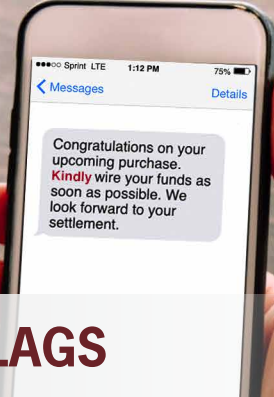 ●●●○○ Sprint LTE 1:12 PM 75%
Messages Details
Congratulations on your
upcoming purchase.
Kindly wire your funds as
soon as possible. We
look forward to your
settlement.
LAGS